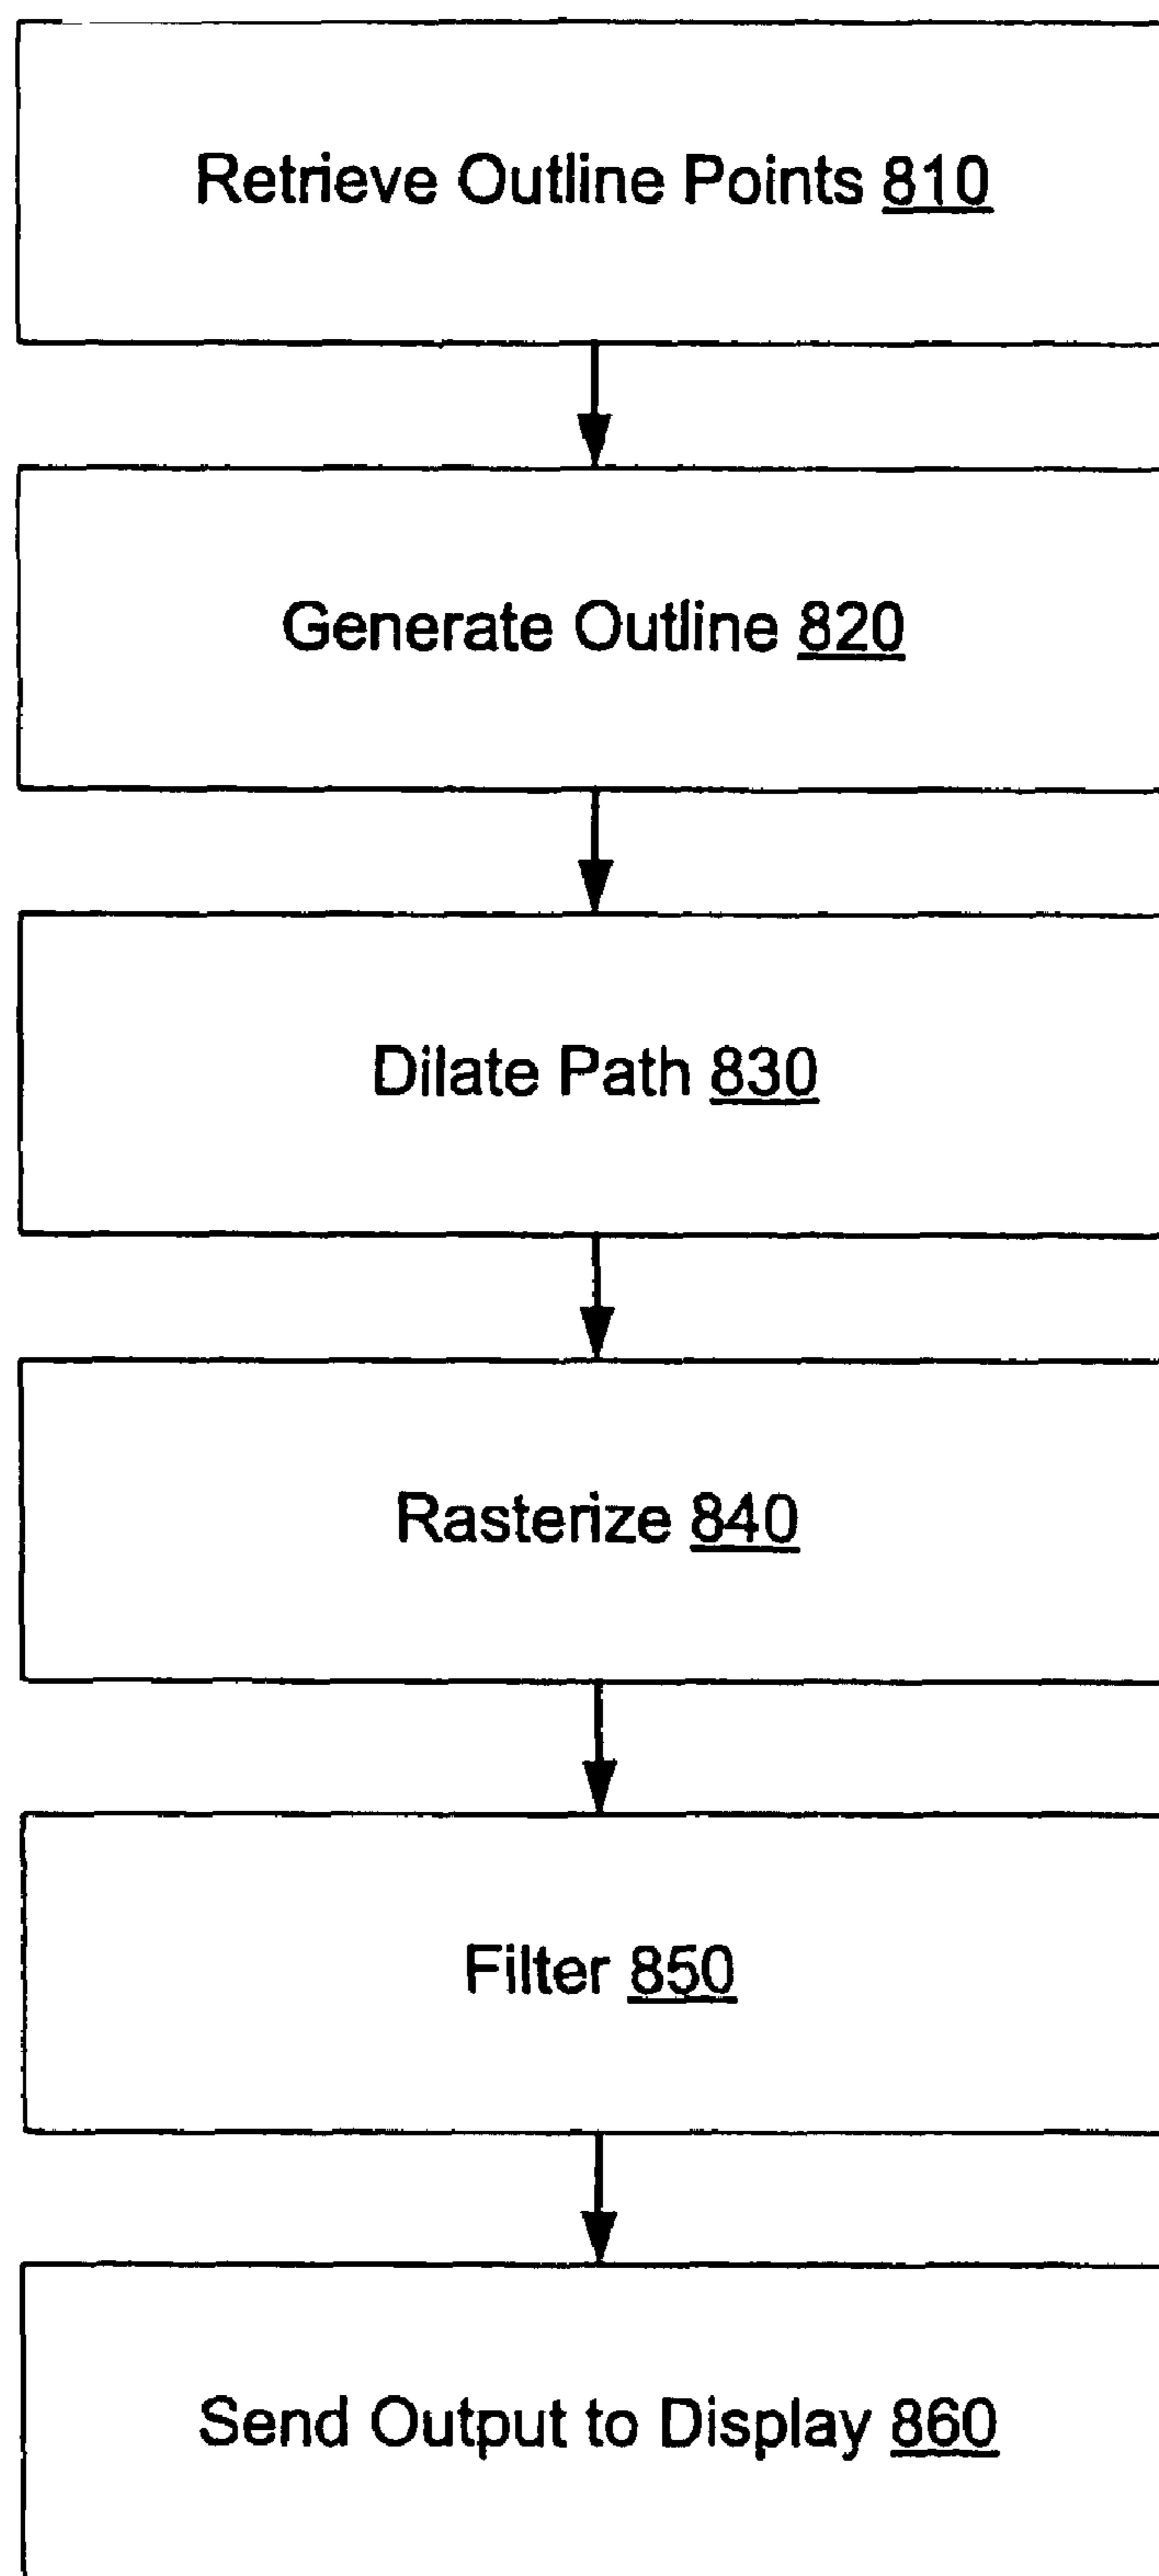 Retrieve Outline Points 810
Generate Outline 820
Dilate Path 830
Rasterize 840
Filter 850
Send Output to Display 860